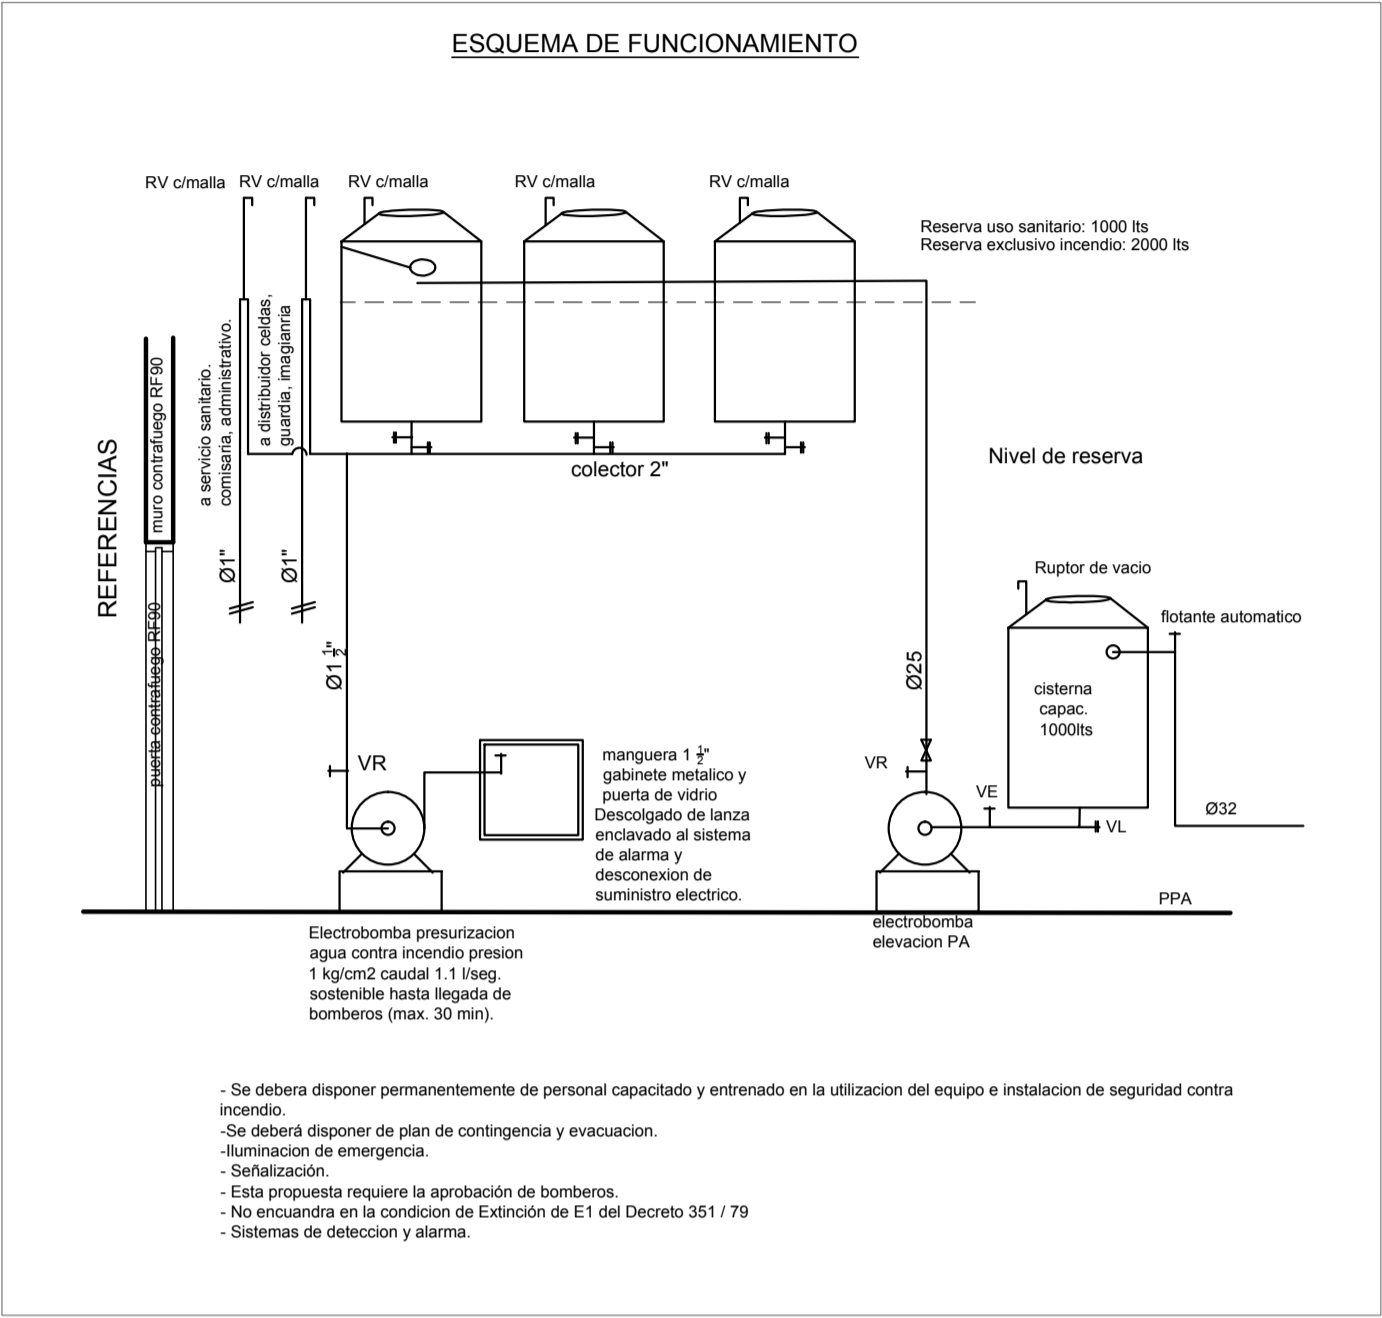 ESQUEMA DE FUNCIONAMIENTO
RV c/malla
RV c/malla
RV c/malla
RV c/malla
RV c/malla
Reserva uso sanitario: 1000 lts
Reserva exclusivo incendio: 2000 lts
REFERENCIAS
muro contrafuego RF90
puerta contrafuego RF90
a servicio sanitario.
comisaria, administrativo.
a distribuidor celdas,
guardia, imagianria
Ø1"
Ø1"
colector 2"
Nivel de reserva
Ø1 1/2"
Ø25
Ruptor de vacio
flotante automatico
cisterna
capac.
1000lts
VR
manguera 1 1/2"
gabinete metalico y
puerta de vidrio
Descolgado de lanza
enclavado al sistema
de alarma y
desconexion de
suministro electrico.
VR
VE
VL
Ø32
PPA
Electrobomba presurizacion
agua contra incendio presion
1 kg/cm2 caudal 1.1 l/seg.
sostenible hasta llegada de
bomberos (max. 30 min).
electrobomba
elevacion PA
- Se debera disponer permanentemente de personal capacitado y entrenado en la utilizacion del equipo e instalacion de seguridad contra
incendio.
-Se deberá disponer de plan de contingencia y evacuacion.
-Iluminacion de emergencia.
- Señalización.
- Esta propuesta requiere la aprobación de bomberos.
- No encuandra en la condicion de Extinción de E1 del Decreto 351 / 79
- Sistemas de deteccion y alarma.